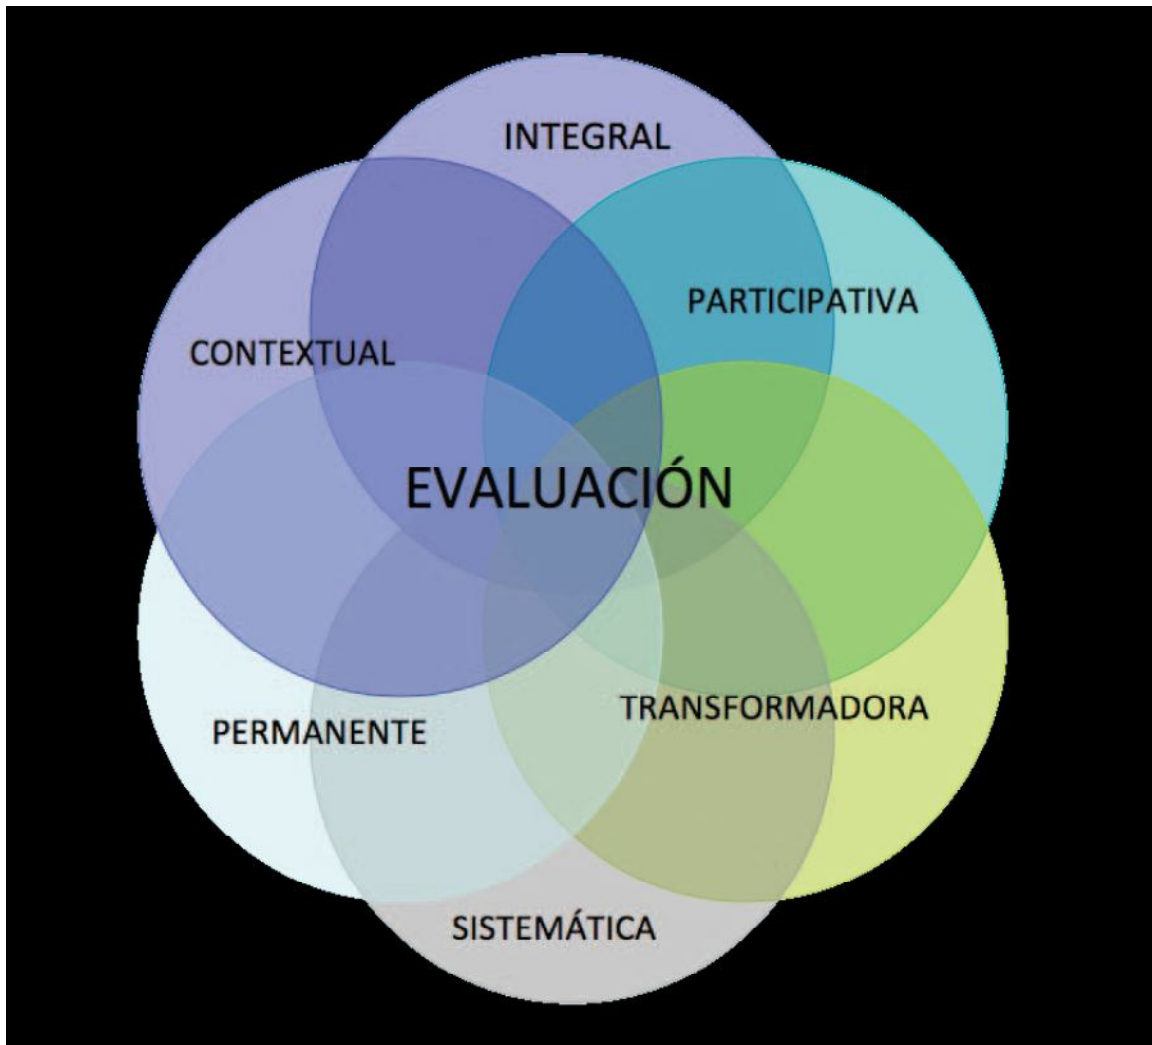 INTEGRAL
PARTICIPATIVA
CONTEXTUAL
EVALUACIÓN
TRANSFORMADORA
PERMANENTE
SISTEMÁTICA